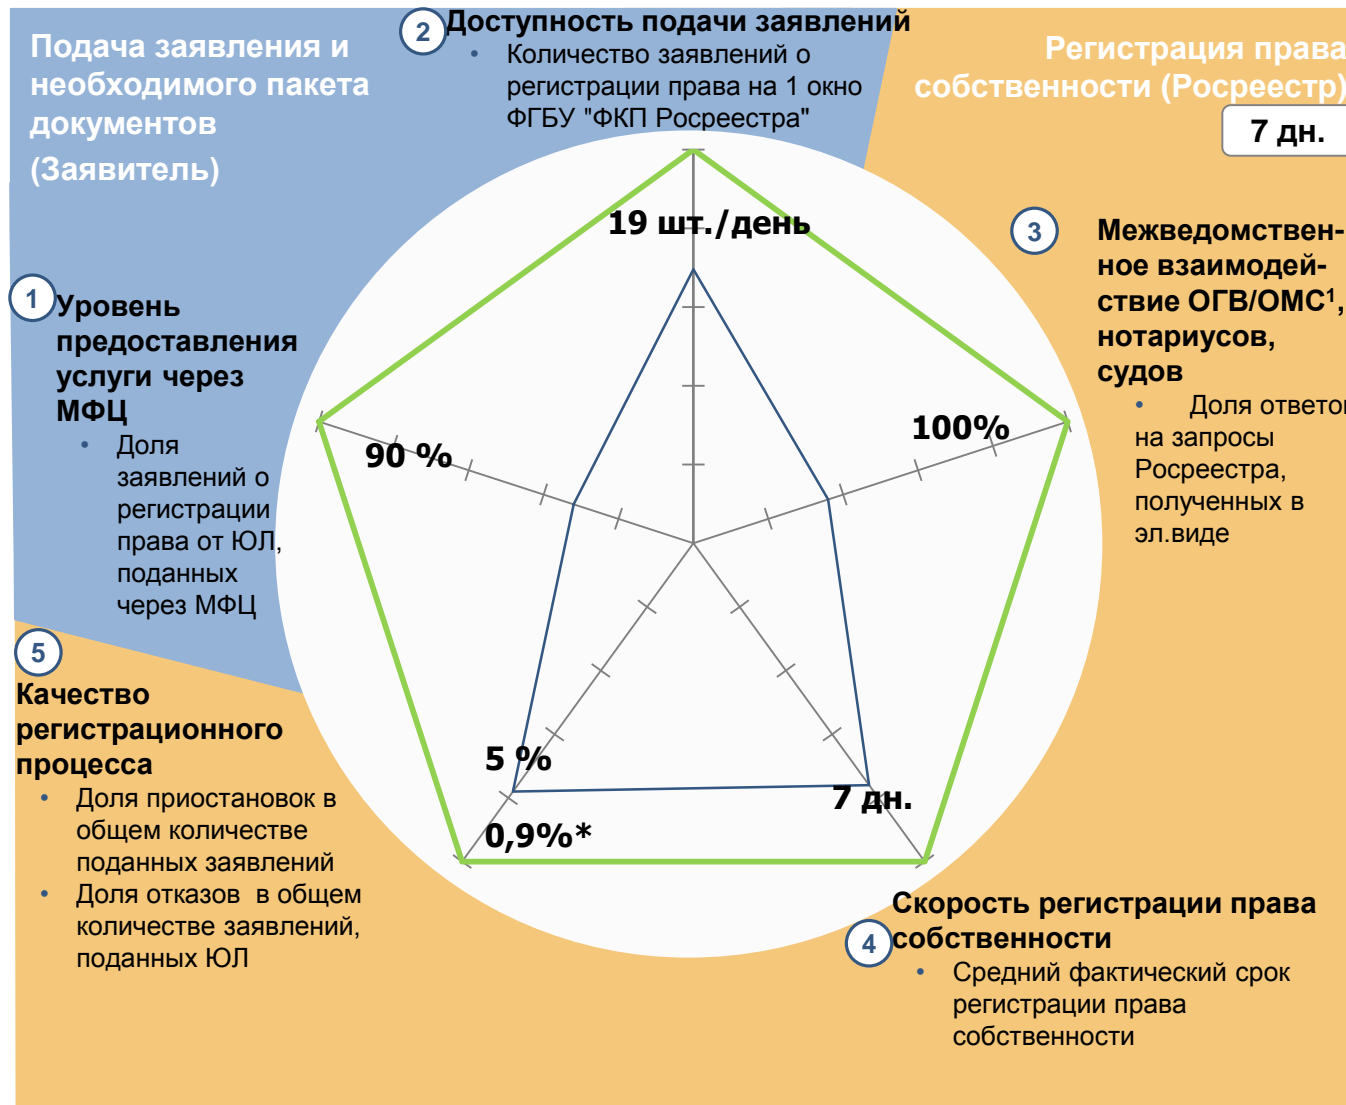 Подача заявления и
необходимого пакета
документов
(Заявитель)
2
Доступность подачи заявлений
• Количество заявлений о
регистрации права на 1 окно
ФГБУ "ФКП Росреестра"
Регистрация права
собственности (Росреестр)
7 дн.
1
Уровень
предоставления
услуги через
МФЦ
• Доля
заявлений о
регистрации
права от ЮЛ,
поданных
через МФЦ
19 шт./день
90 %
100%
5 %
0,9%*
7 дн.
3
Межведомствен-
ное взаимодей-
ствие ОГВ/ОМС¹,
нотариусов,
судов
• Доля ответов
на запросы
Росреестра,
полученных в
эл.виде
5
Качество
регистрационного
процесса
• Доля приостановок в
общем количестве
поданных заявлений
• Доля отказов в общем
количестве заявлений,
поданных ЮЛ
4
Скорость регистрации права
собственности
• Средний фактический срок
регистрации права
собственности